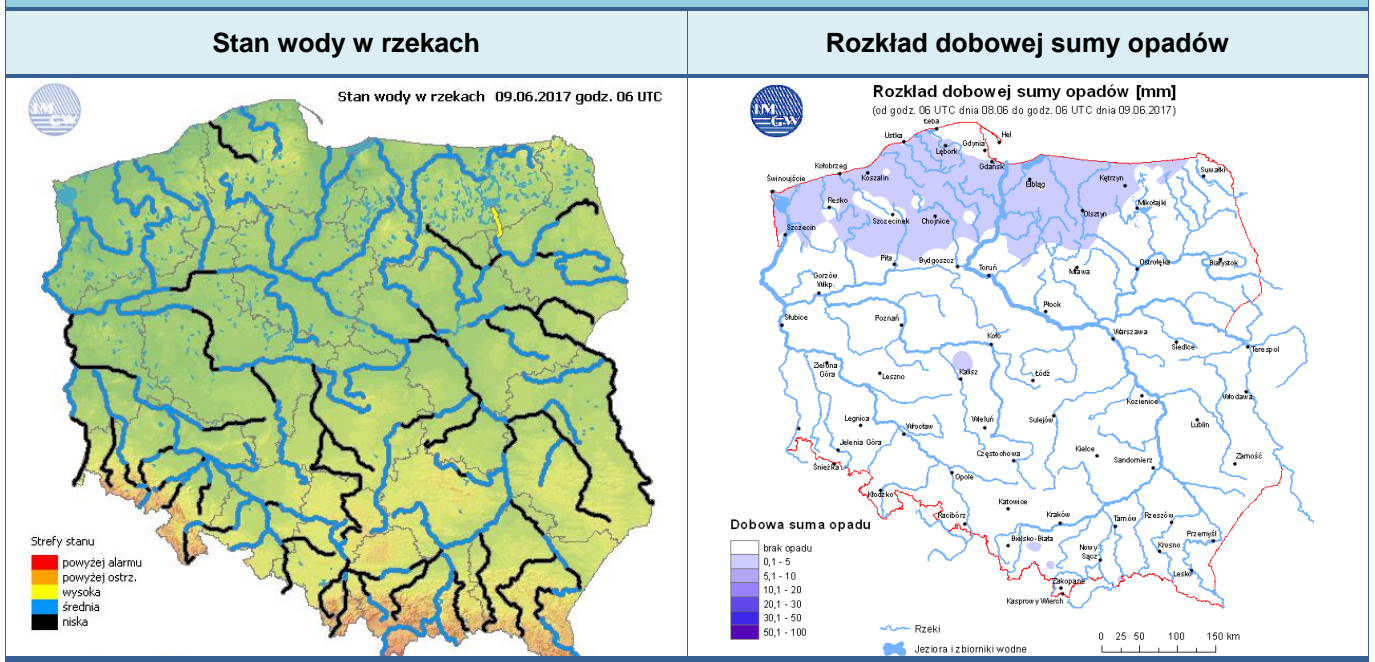 Stan wody w rzekach
Rozkład dobowej sumy opadów
IM
GW
Stan wody w rzekach 09.06.2017 godz. 06 UTC
Strefy stanu
powyżej alarmu
powyżej ostrz.
wysoka
średnia
niska
IM
GW
Rozkład dobowej sumy opadów [mm]
(od godz. 06 UTC dnia 08.06 do godz. 06 UTC dnia 09.06.2017)
Łeba
Ustka
Hel
Lębork
Gdynia
Gdańsk
Kołobrzeg
Koszalin
Świnoujście
Elbląg
Kętrzyn
Suwałki
Resko
Szczecinek
Chojnice
Olsztyn
Mikołajki
Szczecin
Piła
Bydgoszcz
Toruń
Mława
Ostrołęka
Białystok
Gorzów
Wlkp.
Płock
Słubice
Poznań
Koło
Warszawa
Siedlce
Terespol
Zielona
Góra
Leszno
Kalisz
Łódź
Kozienice
Włodawa
Legnica
Wrocław
Wieluń
Sulejów
Lublin
Jelenia Góra
Śnieżka
Częstochowa
Kielce
Sandomierz
Zamość
Kłodzko
Opole
Katowice
Racibórz
Kraków
Tarnów
Rzeszów
Przemyśl
Bielsko-Biała
Nowy
Sącz
Krosno
Lesko
Zakopane
Kasprowy Wierch
Dobowa suma opadu
brak opadu
0,1 - 5
5,1 - 10
10,1 - 20
20,1 - 30
30,1 - 50
50,1 - 100
Rzeki
Jeziora i zbiorniki wodne
0 25 50 100 150 km